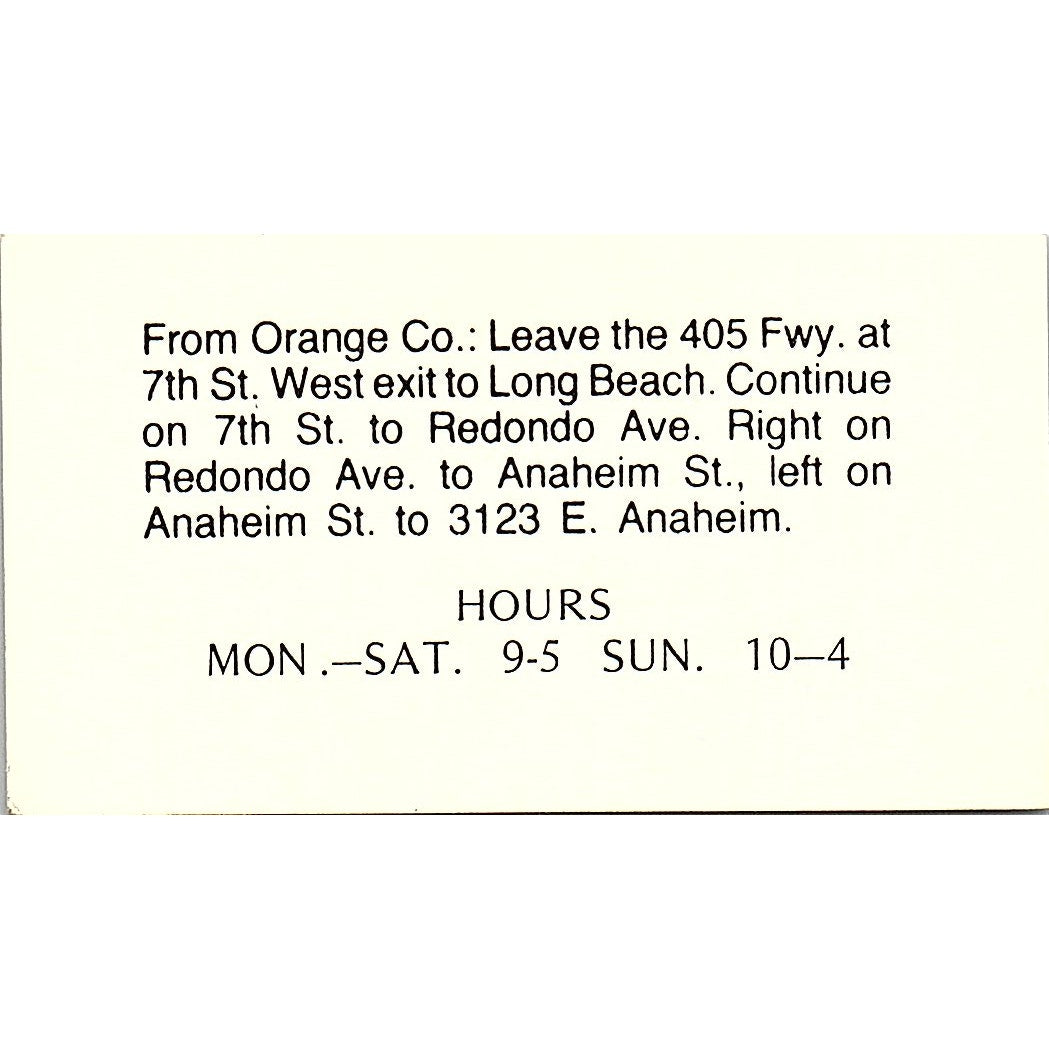 From Orange Co.: Leave the 405 Fwy. at
7th St. West exit to Long Beach. Continue
on 7th St. to Redondo Ave. Right on
Redondo Ave. to Anaheim St., left on
Anaheim St. to 3123 E. Anaheim.
HOURS
MON.–SAT. 9-5 SUN. 10–4